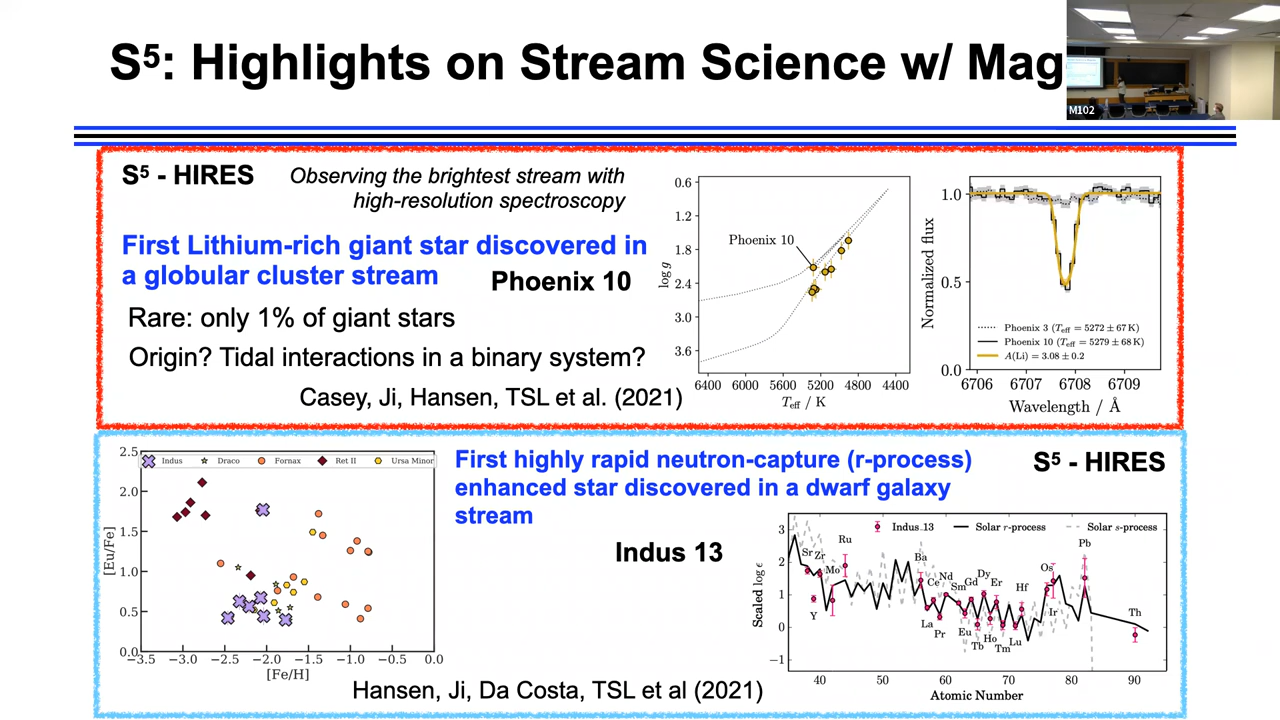 S⁵: Highlights on Stream Science w/ Mag
M102
S⁵ - HIRES
Observing the brightest stream with
high-resolution spectroscopy
First Lithium-rich giant star discovered in
a globular cluster stream
Phoenix 10
Rare: only 1% of giant stars
Origin? Tidal interactions in a binary system?
Casey, Ji, Hansen, TSL et al. (2021)
0.6
1.2
1.8
2.4
3.0
3.6
log g
Phoenix 10
6400 6000 5600 5200 4800 4400
Teff / K
1.0
0.5
0.0
Normalized flux
Phoenix 3 (Teff = 5272 ± 67 K)
Phoenix 10 (Teff = 5279 ± 68 K)
A(Li) = 3.08 ± 0.2
6706 6707 6708 6709
Wavelength / Å
2.5
2.0
1.5
1.0
0.5
0.0
[Eu/Fe]
Indus Draco Fornax Ret II Ursa Minor
−3.5 −3.0 −2.5 −2.0 −1.5 −1.0 −0.5 0.0
[Fe/H]
First highly rapid neutron-capture (r-process)
enhanced star discovered in a dwarf galaxy
stream
S⁵ - HIRES
Indus 13
3
2
1
0
−1
Scaled log ϵ
Indus 13 Solar r-process Solar s-process
Sr Zr Mo Ru Y Ba Ce Nd Sm Gd Dy Er Hf Os Pb
La Pr Eu Tb Ho Tm Lu Ir Th
40 50 60 70 80 90
Atomic Number
Hansen, Ji, Da Costa, TSL et al (2021)